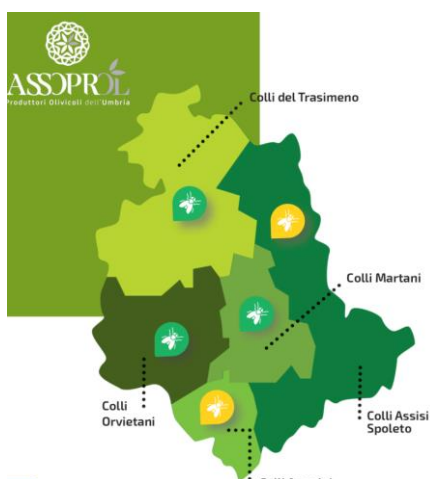 ASSOPROL
Produttori Olivicoli dell'Umbria
Colli del Trasimeno
Colli Martani
Colli
Orvietani
Colli Assisi
Spoleto